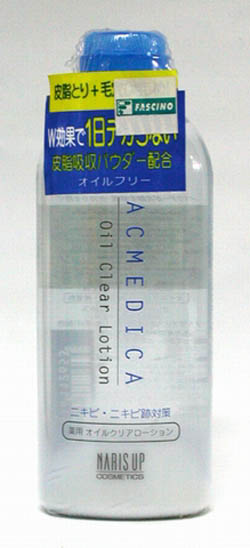 皮脂とり+毛
FASCINO
W効果で1日テカらない
皮脂吸収パウダー配合
オイルフリー
ACMEDICA
Oil Clear Lotion
ニキビ・ニキビ跡対策
薬用 オイルクリアローション
NARIS UP
COSMETICS